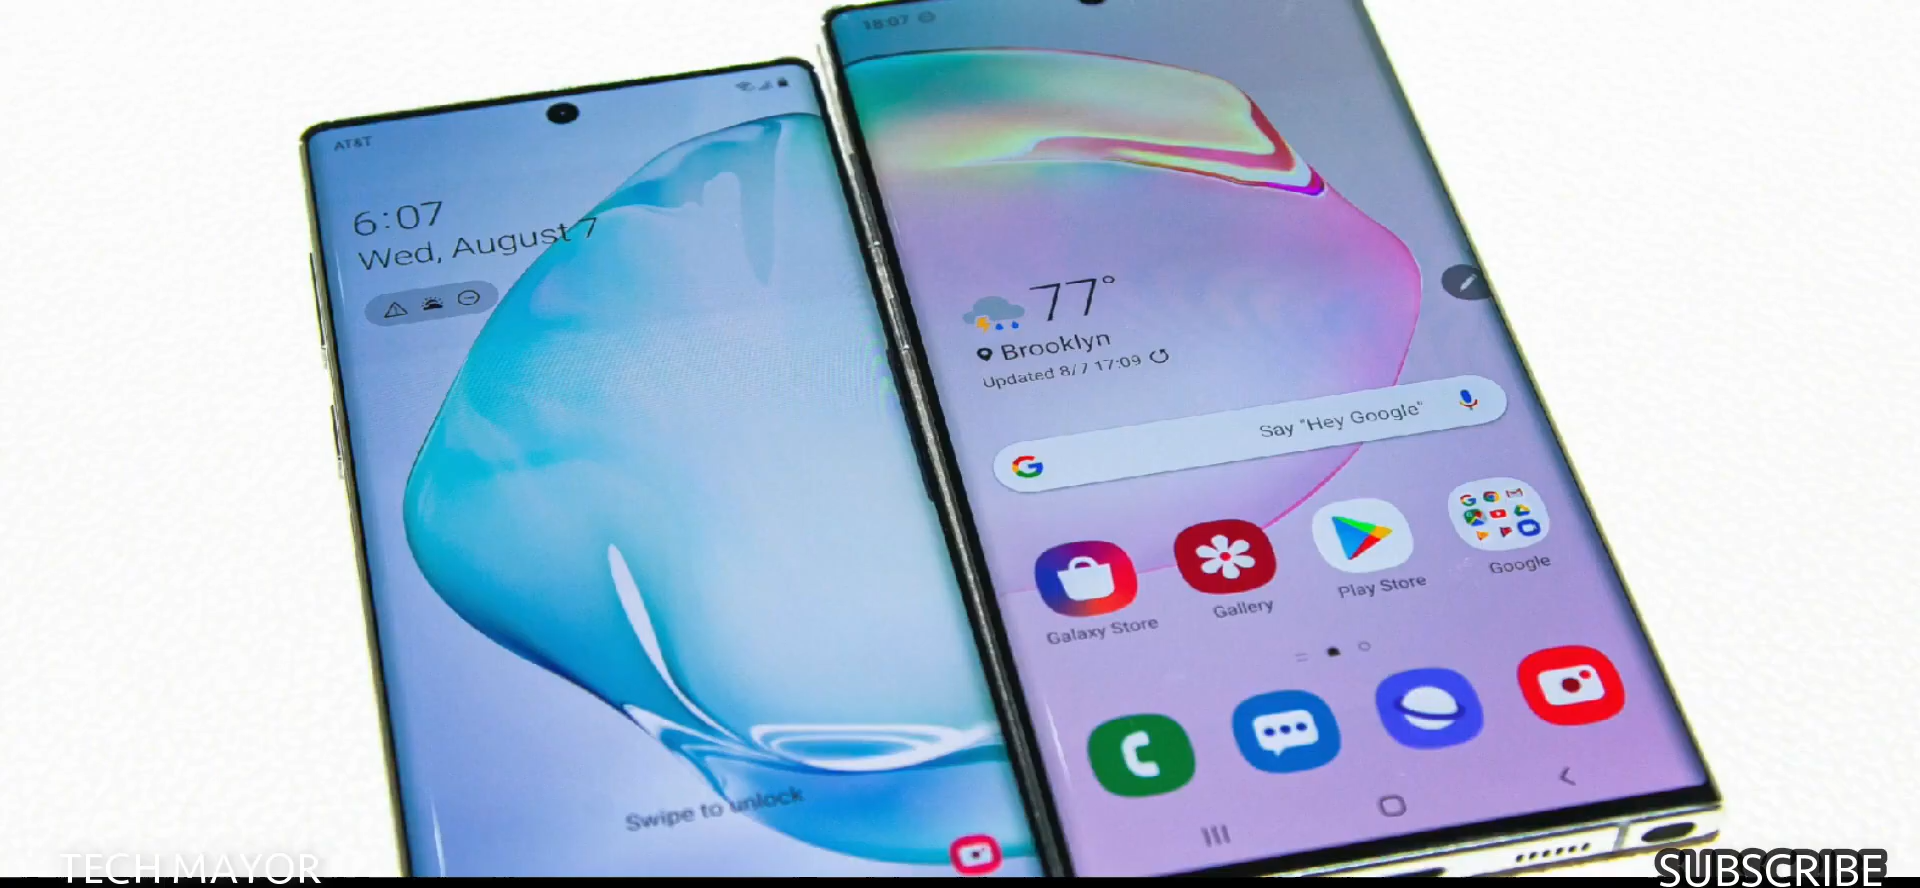 AT&T
6:07
Wed, August 7
Swipe to unlock
18:07
77°
Brooklyn
Updated 8/7 17:09
Say "Hey Google"
G
Galaxy Store
Gallery
Play Store
Google
TECH MAYOR
SUBSCRIBE